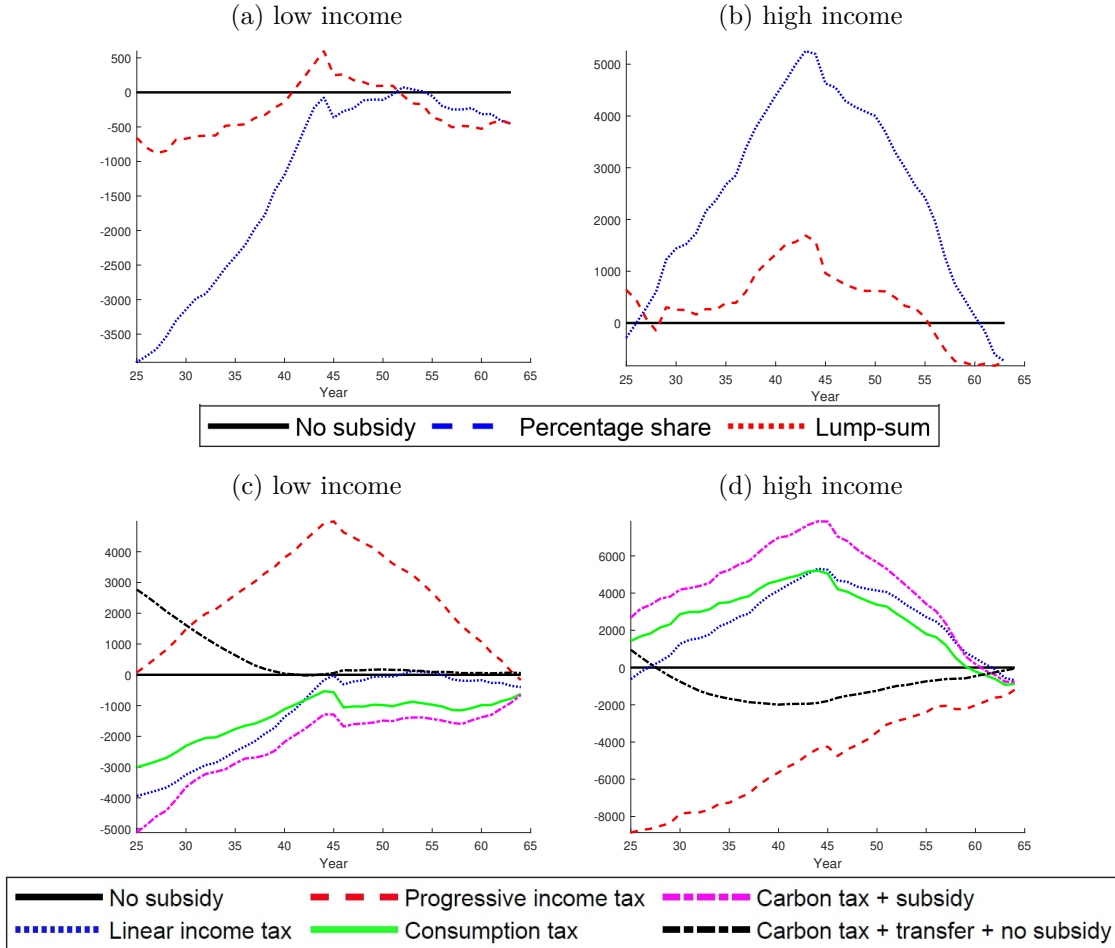 (a) low income
(b) high income
500
0
-500
-1000
-1500
-2000
-2500
-3000
-3500
25 30 35 40 45 50 55 60 65
Year
5000
4000
3000
2000
1000
0
25 30 35 40 45 50 55 60 65
Year
No subsidy Percentage share Lump-sum
(c) low income
(d) high income
4000
3000
2000
1000
0
-1000
-2000
-3000
-4000
-5000
25 30 35 40 45 50 55 60 65
Year
6000
4000
2000
0
-2000
-4000
-6000
-8000
25 30 35 40 45 50 55 60 65
Year
No subsidy Progressive income tax Carbon tax + subsidy
Linear income tax Consumption tax Carbon tax + transfer + no subsidy